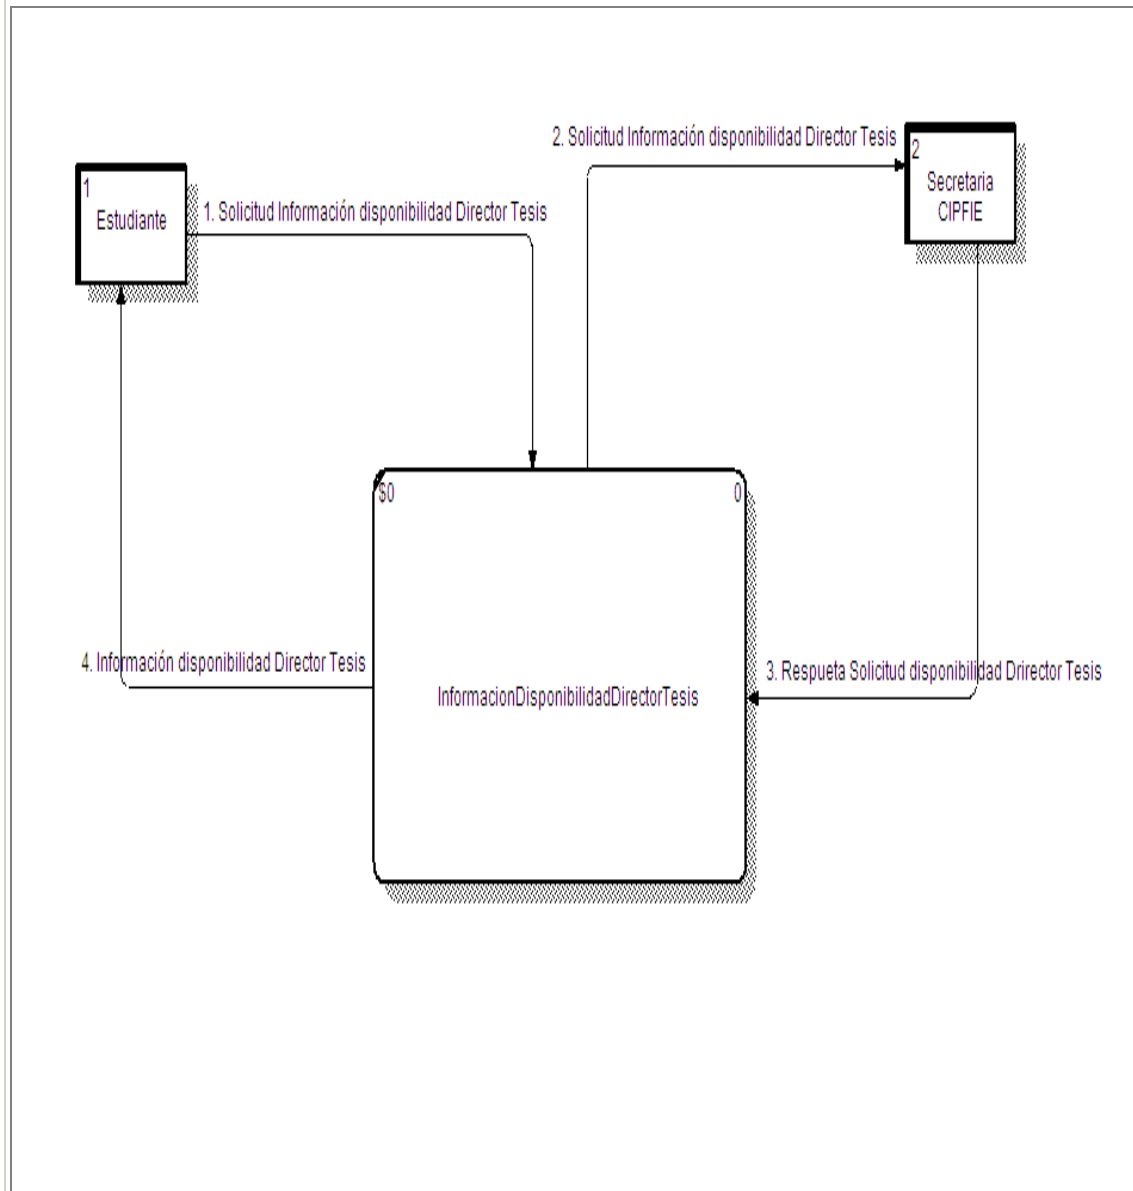 2. Solicitud Información disponibilidad Director Tesis
2
Secretaria
CIPFIE
1
Estudiante
1. Solicitud Información disponibilidad Director Tesis
$0
0
4. Información disponibilidad Director Tesis
3. Respueta Solicitud disponibilidad Drirector Tesis
InformacionDisponibilidadDirectorTesis